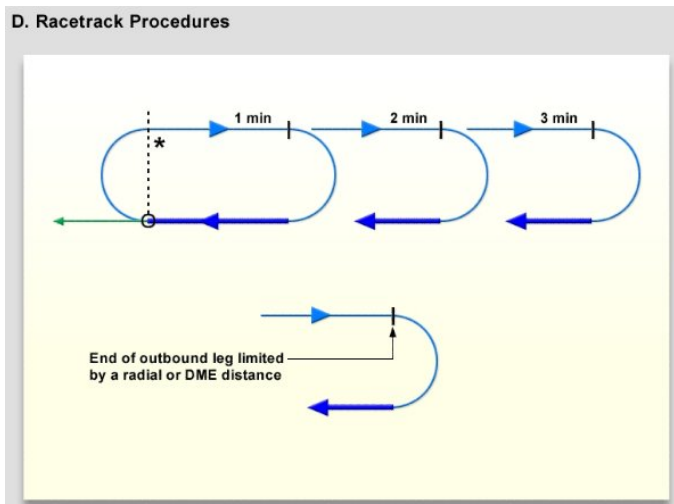 D. Racetrack Procedures
1 min
2 min
3 min
*
End of outbound leg limited
by a radial or DME distance